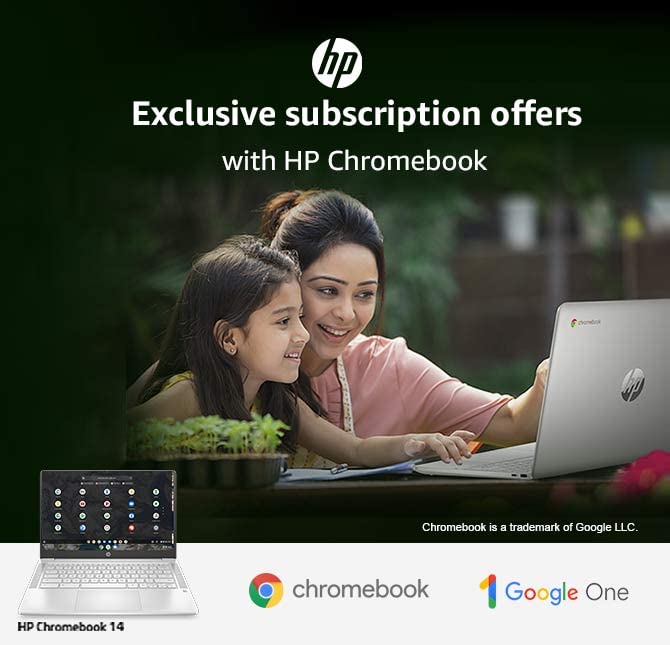 hp
Exclusive subscription offers
with HP Chromebook
chromebook
hp
Chromebook is a trademark of Google LLC.
HP Chromebook 14
chromebook
Google One